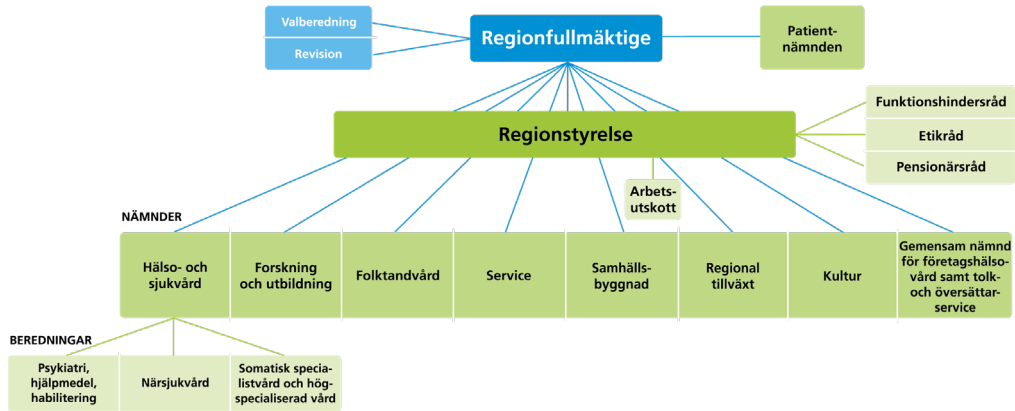 Valberedning
Revision
Regionfullmäktige
Patient-
nämnden
Regionstyrelse
Funktionshindersråd
Etikråd
Pensionärsråd
Arbets-
utskott
NÄMNDER
Hälso- och
sjukvård
Forskning
och utbildning
Folktandvård
Service
Samhälls-
byggnad
Regional
tillväxt
Kultur
Gemensam nämnd
för företagshälso-
vård samt tolk-
och översättar-
service
BEREDNINGAR
Psykiatri,
hjälpmedel,
habilitering
Närsjukvård
Somatisk specia-
listvård och hög-
specialiserad vård